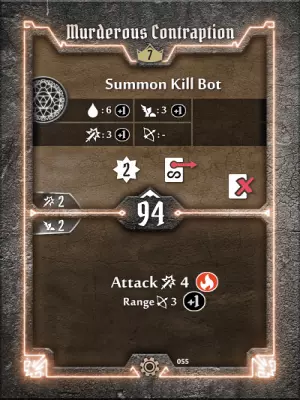 Murderous Contraption
7
Summon Kill Bot
: 6 +1 : 3 +1
: 3 +1 : -
2 S
2
94
2
Attack 4
Range 3 +1
055